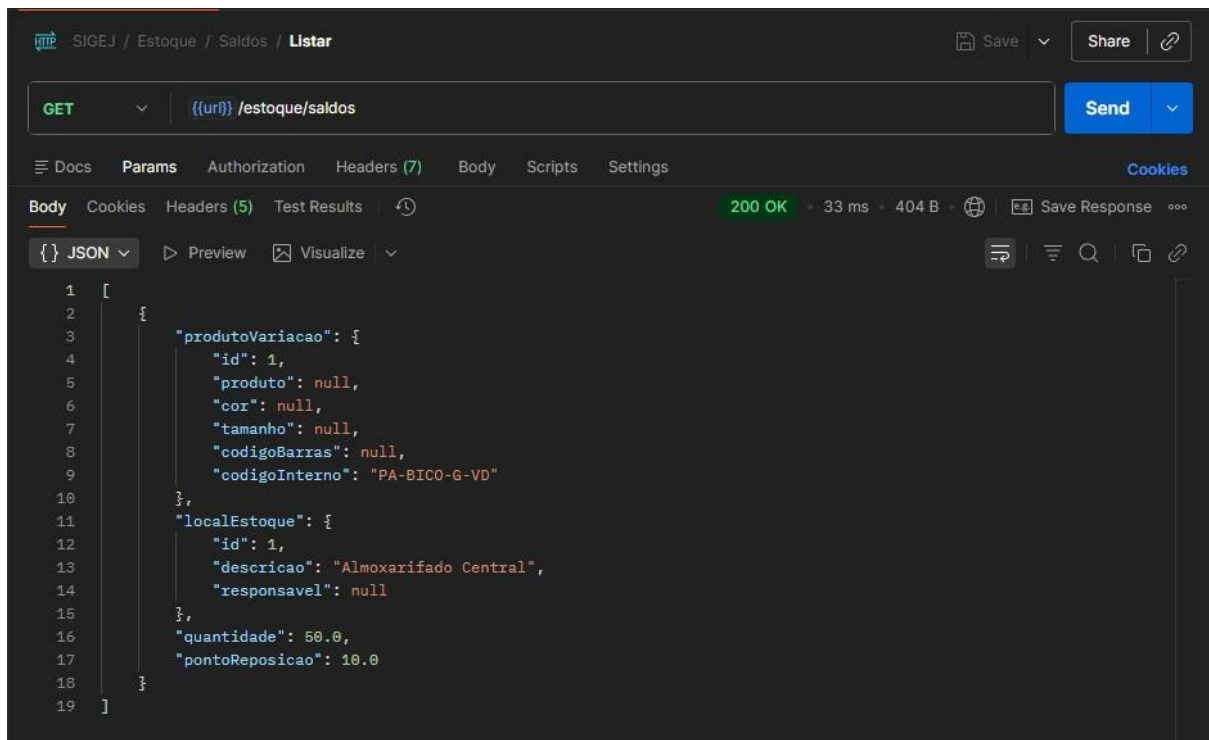 HTTP SIGEJ / Estoque / Saldos / Listar Save Share
GET {{url}} /estoque/saldos Send
Docs Params Authorization Headers (7) Body Scripts Settings Cookies
Body Cookies Headers (5) Test Results 200 OK 33 ms 404 B e.g. Save Response
{} JSON Preview Visualize
1 [
2 {
3 "produtoVariacao": {
4 "id": 1,
5 "produto": null,
6 "cor": null,
7 "tamanho": null,
8 "codigoBarras": null,
9 "codigoInterno": "PA-BICO-G-VD"
10 },
11 "localEstoque": {
12 "id": 1,
13 "descricao": "Almoxarifado Central",
14 "responsavel": null
15 },
16 "quantidade": 50.0,
17 "pontoReposicao": 10.0
18 }
19 ]